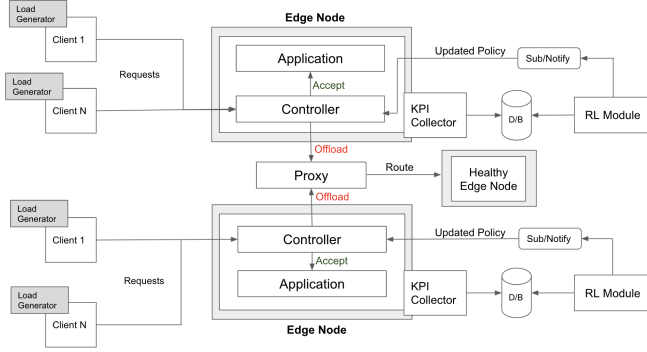 Load
Generator
Client 1
Load
Generator
Client N
Requests
Edge Node
Application
Accept
Controller
KPI
Collector
Updated Policy
Sub/Notify
D/B
RL Module
Offload
Proxy
Route
Healthy
Edge Node
Offload
Load
Generator
Client 1
Requests
Load
Generator
Client N
Controller
Accept
Application
KPI
Collector
Edge Node
Updated Policy
Sub/Notify
D/B
RL Module